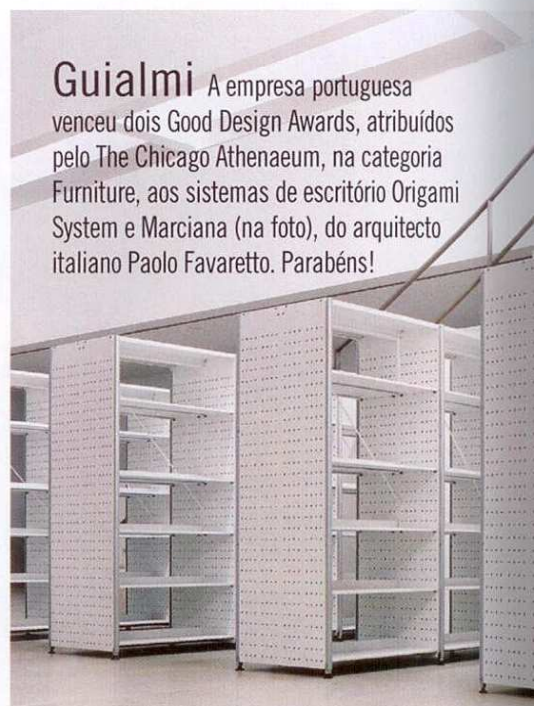 Guialmi A empresa portuguesa
venceu dois Good Design Awards, atribuídos
pelo The Chicago Athenaeum, na categoria
Furniture, aos sistemas de escritório Origami
System e Marciana (na foto), do arquitecto
italiano Paolo Favaretto. Parabéns!